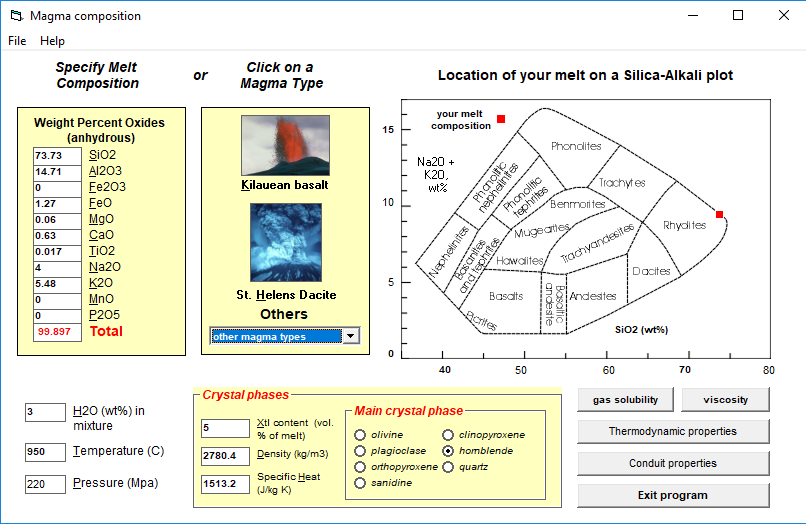 Magma composition
File Help
Specify Melt
Composition
or
Click on a
Magma Type
Location of your melt on a Silica-Alkali plot
Weight Percent Oxides
(anhydrous)
73.73 SiO2
14.71 Al2O3
0 Fe2O3
1.27 FeO
0.06 MgO
0.63 CaO
0.017 TiO2
4 Na2O
5.48 K2O
0 MnO
0 P2O5
99.897 Total
Kilauean basalt
St. Helens Dacite
Others
other magma types
your melt
composition
Na2O +
K2O,
wt%
15
10
5
0
40 50 60 70 80
SiO2 (wt%)
Phonolites
Trachytes
Rhyolites
Phonolitic
nephelinites
Phonolitic
tephrites
Benmorites
Mugearites
Trachyandesites
Nephelinites
Basanites
and tephrites
Hawaiites
Dacites
Basalts
Basaltic
andesite
Andesites
Picrites
3 H2O (wt%) in
mixture
950 Temperature (C)
220 Pressure (Mpa)
Crystal phases
5 Xtl content (vol.
% of melt)
2780.4 Density (kg/m3)
1513.2 Specific Heat
(J/kg K)
Main crystal phase
olivine clinopyroxene
plagioclase hornblende
orthopyroxene quartz
sanidine
gas solubility viscosity
Thermodynamic properties
Conduit properties
Exit program